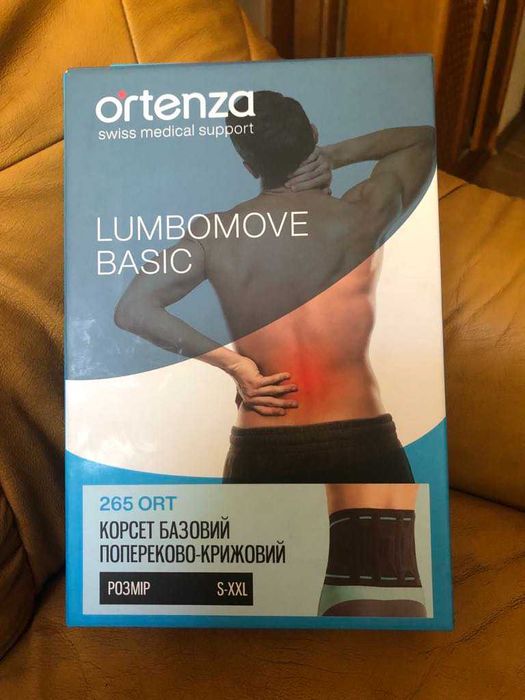 ortenza
swiss medical support
LUMBOMOVE
BASIC
265 ORT
КОРСЕТ БАЗОВИЙ
ПОПЕРЕКОВО-КРИЖОВИЙ
РОЗМІР S-XXL